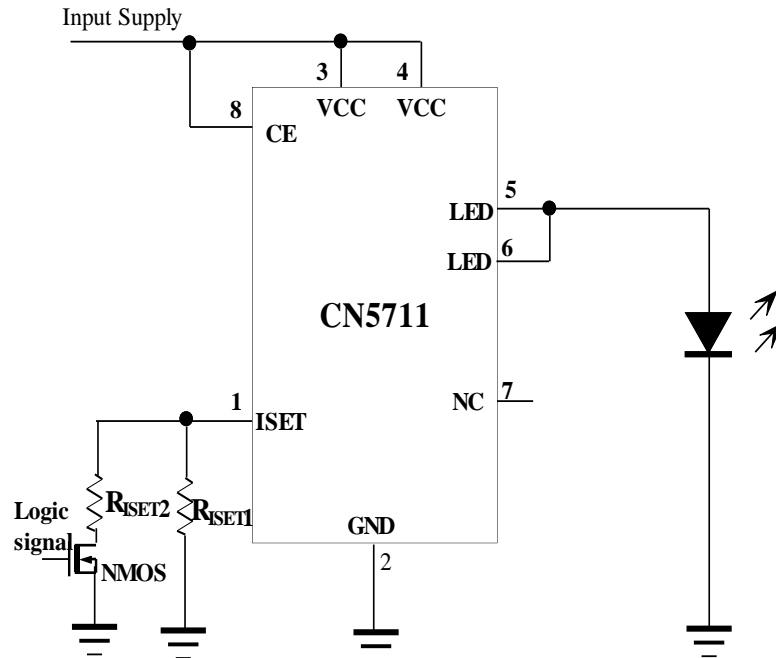 Input Supply
3
4
VCC
VCC
8
CE
5
LED
6
LED
CN5711
1
ISET
7
NC
RISET2
RISET1
Logic
signal
NMOS
GND
2